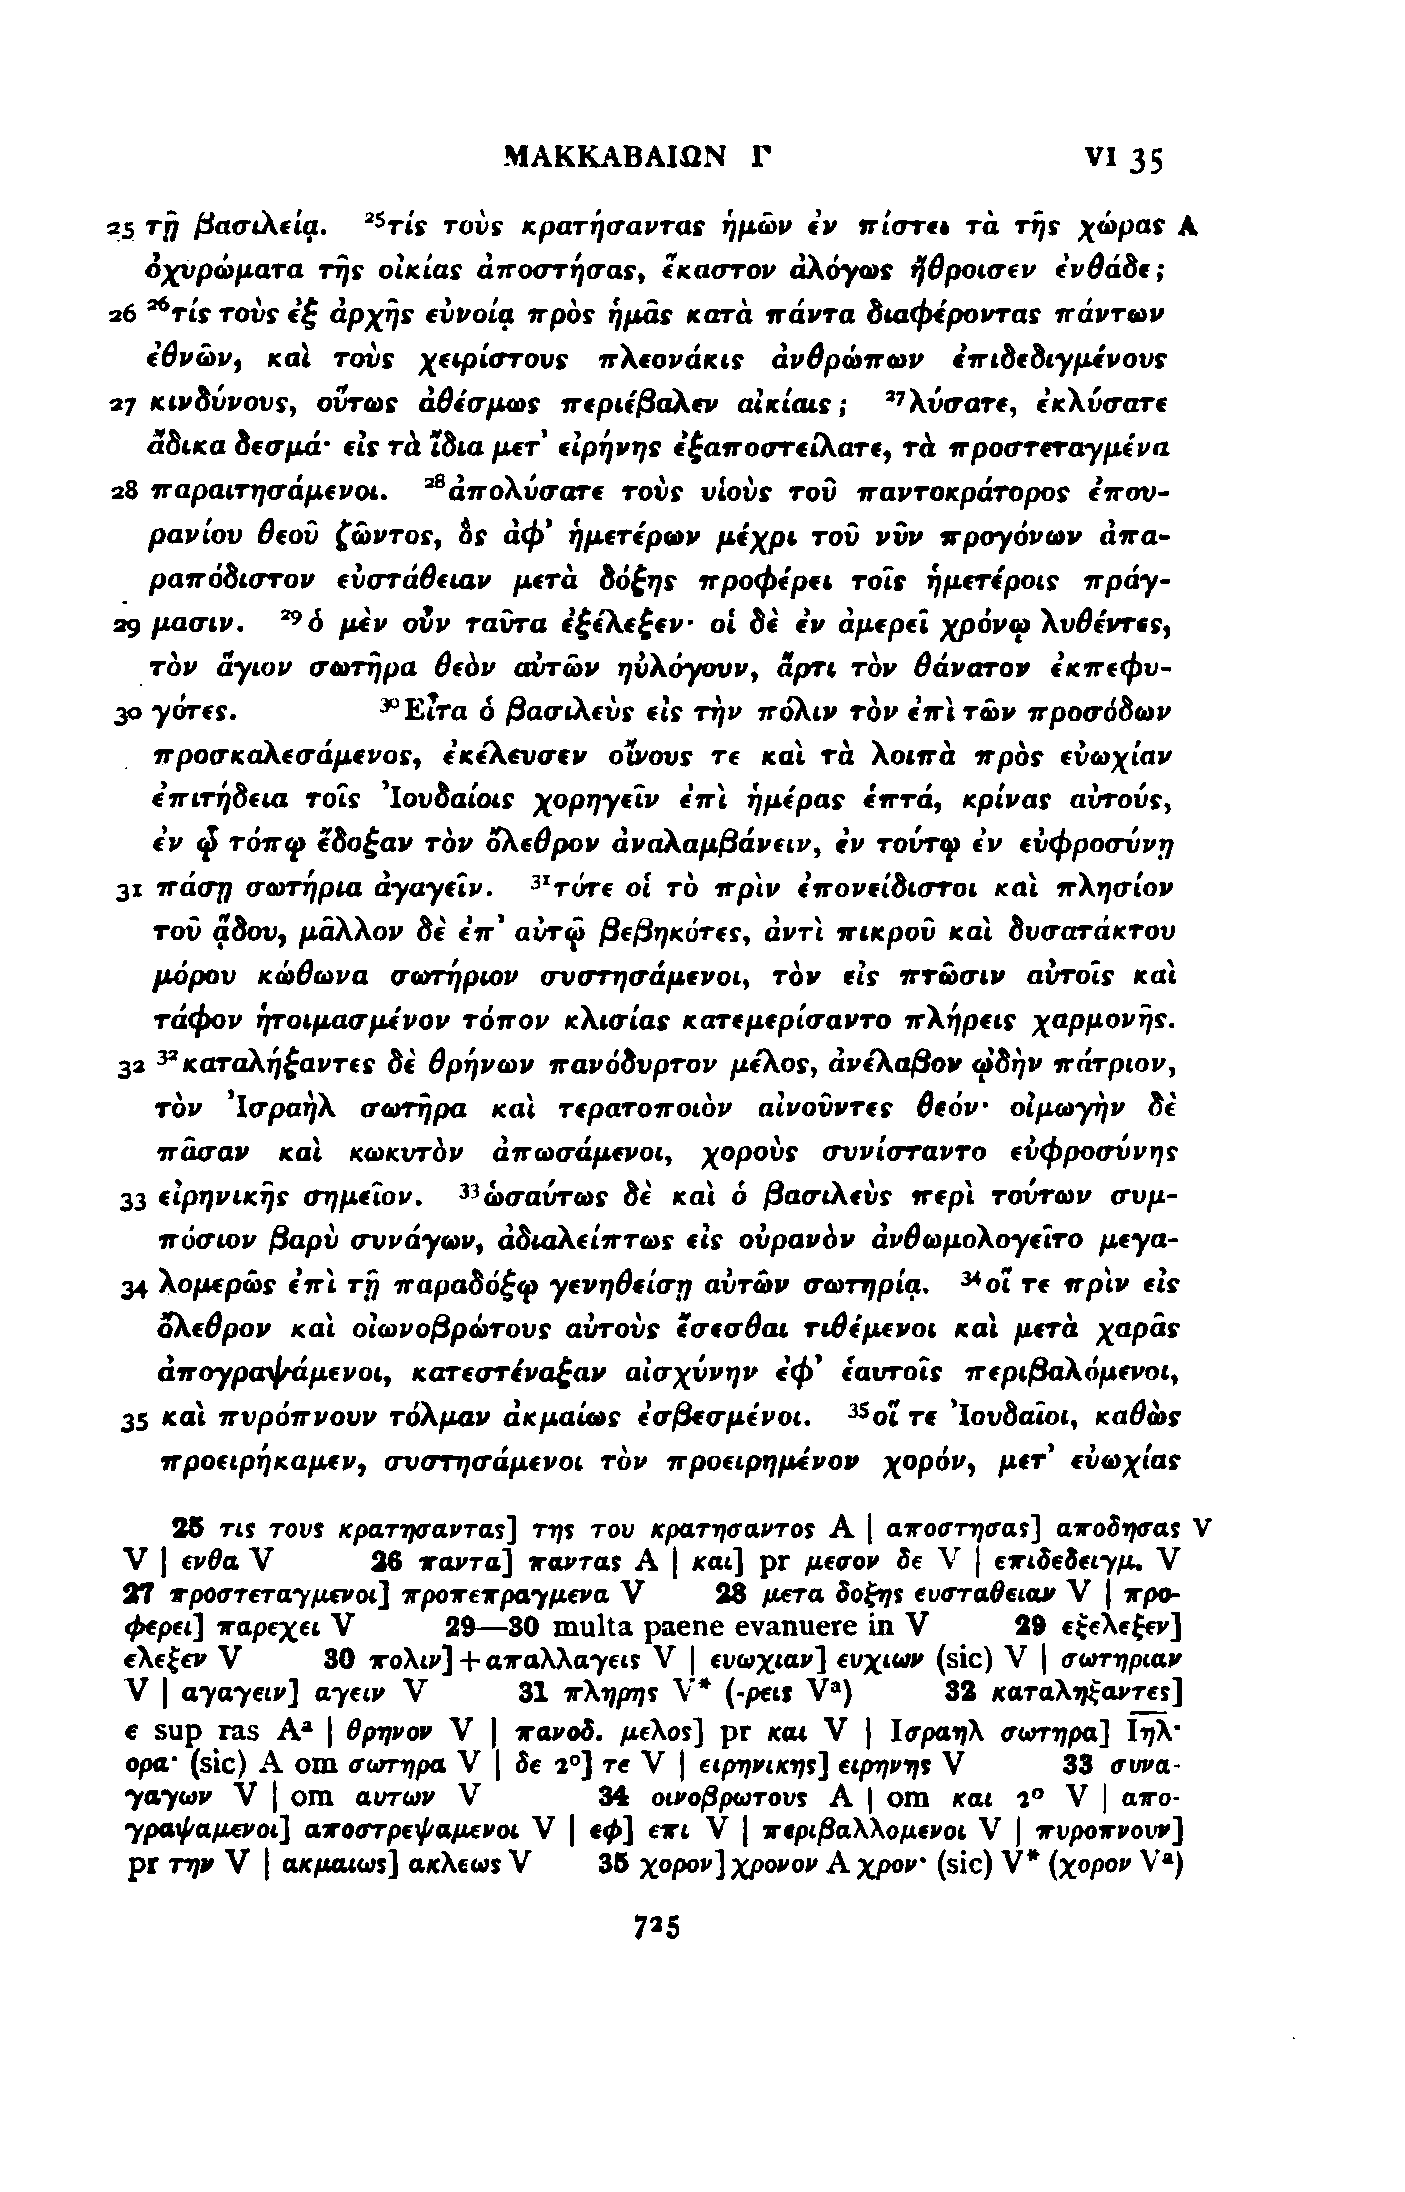 ΜΑΚΚΑΒΑΙΩΝ Γ VI 35
25 τῇ βασιλείᾳ. ²⁵τίς τοὺς κρατήσαντας ἡμῶν ἐν πίστει τὰ τῆς χώρας A
ὀχυρώματα τῆς οἰκίας ἀποστήσας, ἕκαστον ἀλόγως ἤθροισεν ἐνθάδε;
26 ²⁶τίς τοὺς ἐξ ἀρχῆς εὐνοίᾳ πρὸς ἡμᾶς κατὰ πάντα διαφέροντας πάντων
ἐθνῶν, καὶ τοὺς χειρίστους πλεονάκις ἀνθρώπων ἐπιδεδιγμένους
27 κινδύνους, οὕτως ἀθέσμως περιέβαλεν αἰκίαις; ²⁷λύσατε, ἐκλύσατε
ἄδικα δεσμά· εἰς τὰ ἴδια μετ’ εἰρήνης ἐξαποστείλατε, τὰ προστεταγμένα
28 παραιτησάμενοι. ²⁸ἀπολύσατε τοὺς υἱοὺς τοῦ παντοκράτορος ἐπου-
ρανίου θεοῦ ζῶντος, ὃς ἀφ’ ἡμετέρων μέχρι τοῦ νῦν προγόνων ἀπα-
ραπόδιστον εὐστάθειαν μετὰ δόξης προφέρει τοῖς ἡμετέροις πράγ-
29 μασιν. ²⁹ὁ μὲν οὖν ταῦτα ἐξέλεξεν· οἱ δὲ ἐν ἀμερεῖ χρόνῳ λυθέντες,
τὸν ἅγιον σωτῆρα θεὸν αὐτῶν ηὐλόγουν, ἄρτι τὸν θάνατον ἐκπεφυ-
30 γότες. ³⁰Εἶτα ὁ βασιλεὺς εἰς τὴν πόλιν τὸν ἐπὶ τῶν προσόδων
προσκαλεσάμενος, ἐκέλευσεν οἴνους τε καὶ τὰ λοιπὰ πρὸς εὐωχίαν
ἐπιτήδεια τοῖς Ἰουδαίοις χορηγεῖν ἐπὶ ἡμέρας ἑπτά, κρίνας αὐτούς,
ἐν ᾧ τόπῳ ἔδοξαν τὸν ὄλεθρον ἀναλαμβάνειν, ἐν τούτῳ ἐν εὐφροσύνῃ
31 πάσῃ σωτήρια ἀγαγεῖν. ³¹τότε οἱ τὸ πρὶν ἐπονείδιστοι καὶ πλησίον
τοῦ ᾅδου, μᾶλλον δὲ ἐπ’ αὐτῷ βεβηκότες, ἀντὶ πικροῦ καὶ δυσατάκτου
μόρου κώθωνα σωτήριον συστησάμενοι, τὸν εἰς πτῶσιν αὐτοῖς καὶ
τάφον ἡτοιμασμένον τόπον κλισίας κατεμερίσαντο πλήρεις χαρμονῆς.
32 ³²καταλήξαντες δὲ θρήνων πανόδυρτον μέλος, ἀνέλαβον ᾠδὴν πάτριον,
τὸν Ἰσραὴλ σωτῆρα καὶ τερατοποιὸν αἰνοῦντες θεόν· οἰμωγὴν δὲ
πᾶσαν καὶ κωκυτὸν ἀπωσάμενοι, χοροὺς συνίσταντο εὐφροσύνης
33 εἰρηνικῆς σημεῖον. ³³ὡσαύτως δὲ καὶ ὁ βασιλεὺς περὶ τούτων συμ-
πόσιον βαρὺ συνάγων, ἀδιαλείπτως εἰς οὐρανὸν ἀνθωμολογεῖτο μεγα-
34 λομερῶς ἐπὶ τῇ παραδόξῳ γενηθείσῃ αὐτῶν σωτηρίᾳ. ³⁴οἵ τε πρὶν εἰς
ὄλεθρον καὶ οἰωνοβρώτους αὐτοὺς ἔσεσθαι τιθέμενοι καὶ μετὰ χαρᾶς
ἀπογραψάμενοι, κατεστέναξαν αἰσχύνην ἐφ’ ἑαυτοῖς περιβαλόμενοι,
35 καὶ πυρόπνουν τόλμαν ἀκμαίως ἐσβεσμένοι. ³⁵οἵ τε Ἰουδαῖοι, καθὼς
προειρήκαμεν, συστησάμενοι τὸν προειρημένον χορόν, μετ’ εὐωχίας
25 τις τους κρατησαντας] της του κρατησαντος A | αποστησας] αποδησας V
V | ενθα V 26 παντα] παντας A | και] pr μεσον δε V | επιδεδειγμ. V
27 προστεταγμενοι] προπεπραγμενα V 28 μετα δοξης ευσταθειαν V | προ-
φερει] παρεχει V 29—30 multa paene evanuere in V 29 εξελεξεν]
ελεξεν V 30 πολιν] + απαλλαγεις V | ευωχιαν] ευχιων (sic) V | σωτηριαν
V | αγαγειν] αγειν V 31 πληρης V* (-ρεις Vᵃ) 32 καταληξαντες]
ε sup ras Aᵃ | θρηνον V | πανοδ. μελος] pr και V | Ισραηλ σωτηρα] Ι̅η̅λ̅·
ορα· (sic) A om σωτηρα V | δε 2°] τε V | ειρηνικης] ειρηνης V 33 συνα-
γαγων V | om αυτων V 34 οινοβρωτους A | om και 2° V | απο-
γραψαμενοι] αποστρεψαμενοι V | εφ] επι V | περιβαλλομενοι V | πυροπνουν]
pr την V | ακμαιως] ακλεως V 35 χορον] χρονον A χρον· (sic) V* (χορον Vᵃ)
725